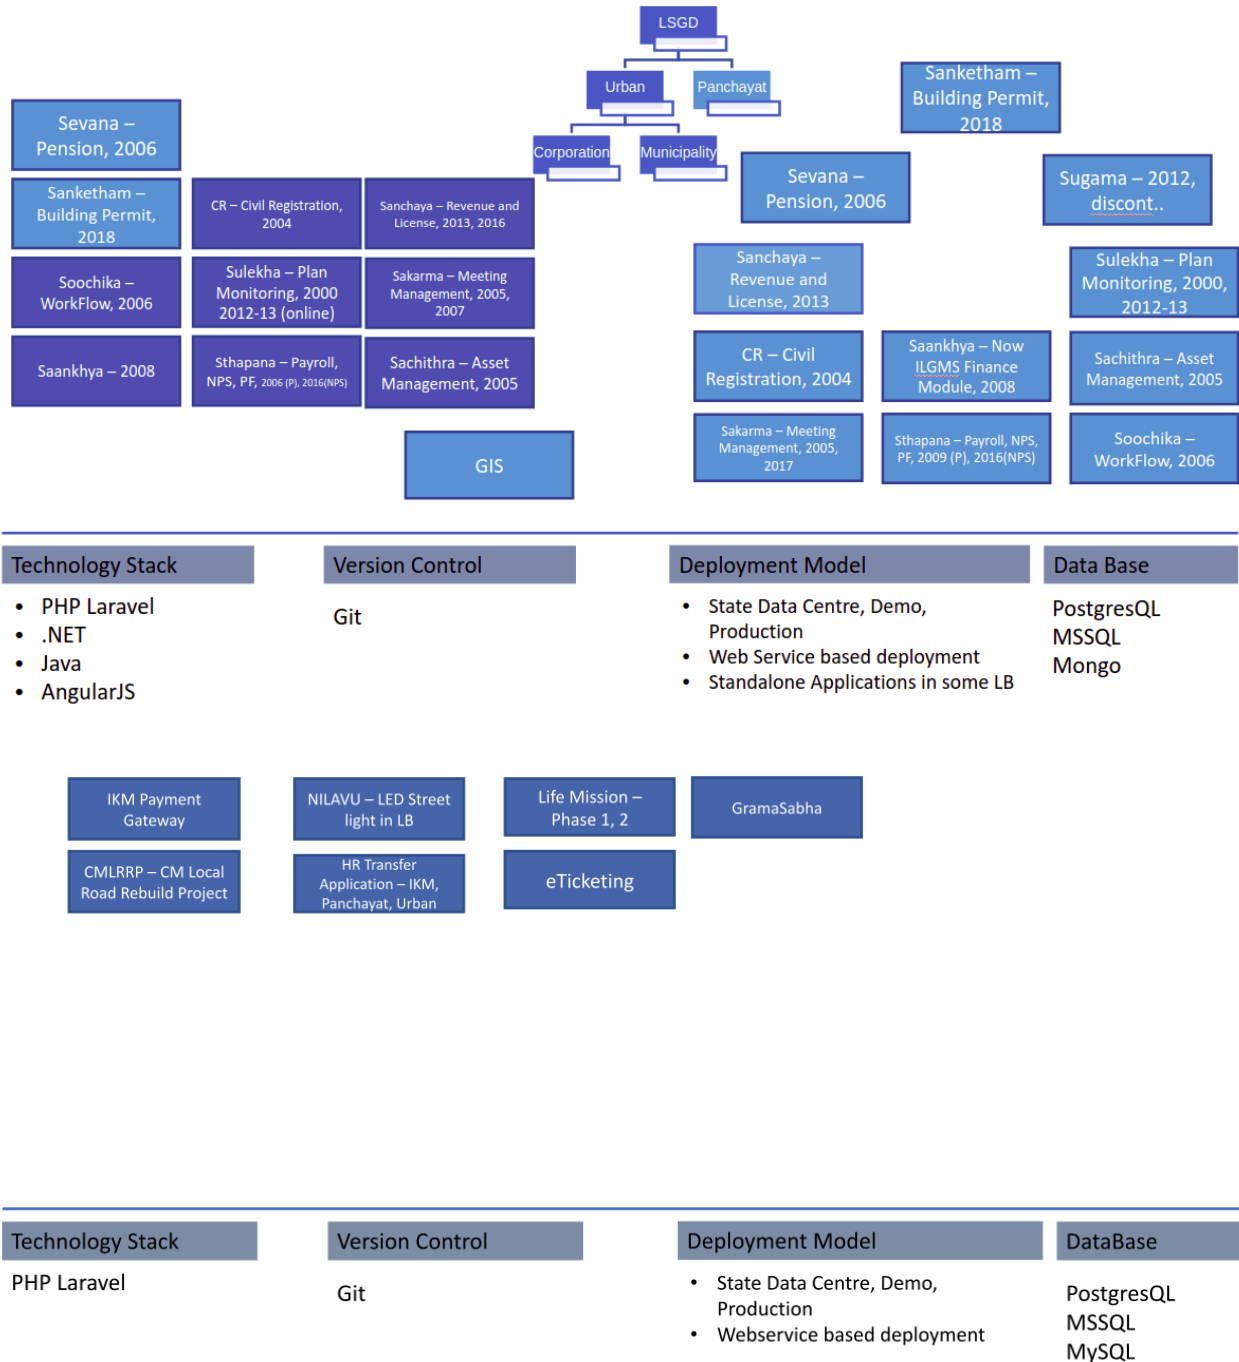 LSGD
Urban
Panchayat
Corporation
Municipality
Sevana –
Pension, 2006
Sanketham –
Building Permit,
2018
CR – Civil Registration,
2004
Sanchaya – Revenue and
License, 2013, 2016
Soochika –
WorkFlow, 2006
Sulekha – Plan
Monitoring, 2000
2012-13 (online)
Sakarma – Meeting
Management, 2005,
2007
Saankhya – 2008
Sthapana – Payroll,
NPS, PF, 2006 (P), 2016(NPS)
Sachithra – Asset
Management, 2005
GIS
Sanketham –
Building Permit,
2018
Sevana –
Pension, 2006
Sugama – 2012,
discont..
Sanchaya –
Revenue and
License, 2013
Sulekha – Plan
Monitoring, 2000,
2012-13
CR – Civil
Registration, 2004
Saankhya – Now
ILGMS Finance
Module, 2008
Sachithra – Asset
Management, 2005
Sakarma – Meeting
Management, 2005,
2017
Sthapana – Payroll, NPS,
PF, 2009 (P), 2016(NPS)
Soochika –
WorkFlow, 2006
Technology Stack
• PHP Laravel
• .NET
• Java
• AngularJS
Version Control
Git
Deployment Model
• State Data Centre, Demo,
Production
• Web Service based deployment
• Standalone Applications in some LB
Data Base
PostgresQL
MSSQL
Mongo
IKM Payment
Gateway
NILAVU – LED Street
light in LB
Life Mission –
Phase 1, 2
GramaSabha
CMLRRP – CM Local
Road Rebuild Project
HR Transfer
Application – IKM,
Panchayat, Urban
eTicketing
Technology Stack
PHP Laravel
Version Control
Git
Deployment Model
• State Data Centre, Demo,
Production
• Webservice based deployment
DataBase
PostgresQL
MSSQL
MySQL